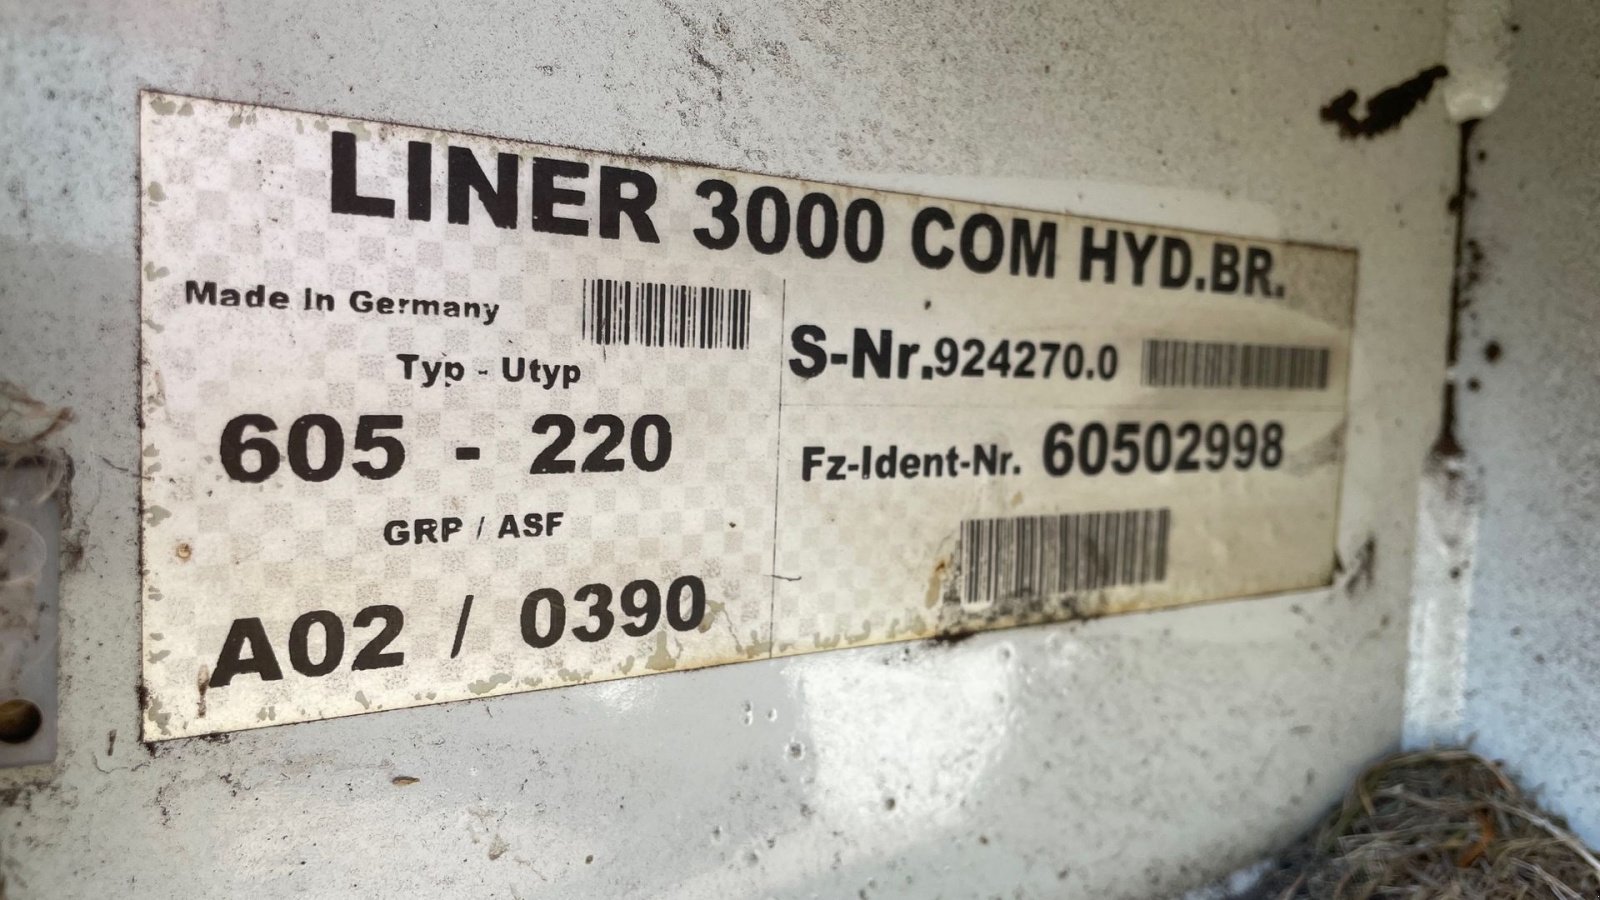 LINER 3000 COM HYD.BR.
Made In Germany
Typ - Utyp
605 - 220
GRP / ASF
A02 / 0390
S-Nr.924270.0
Fz-Ident-Nr. 60502998